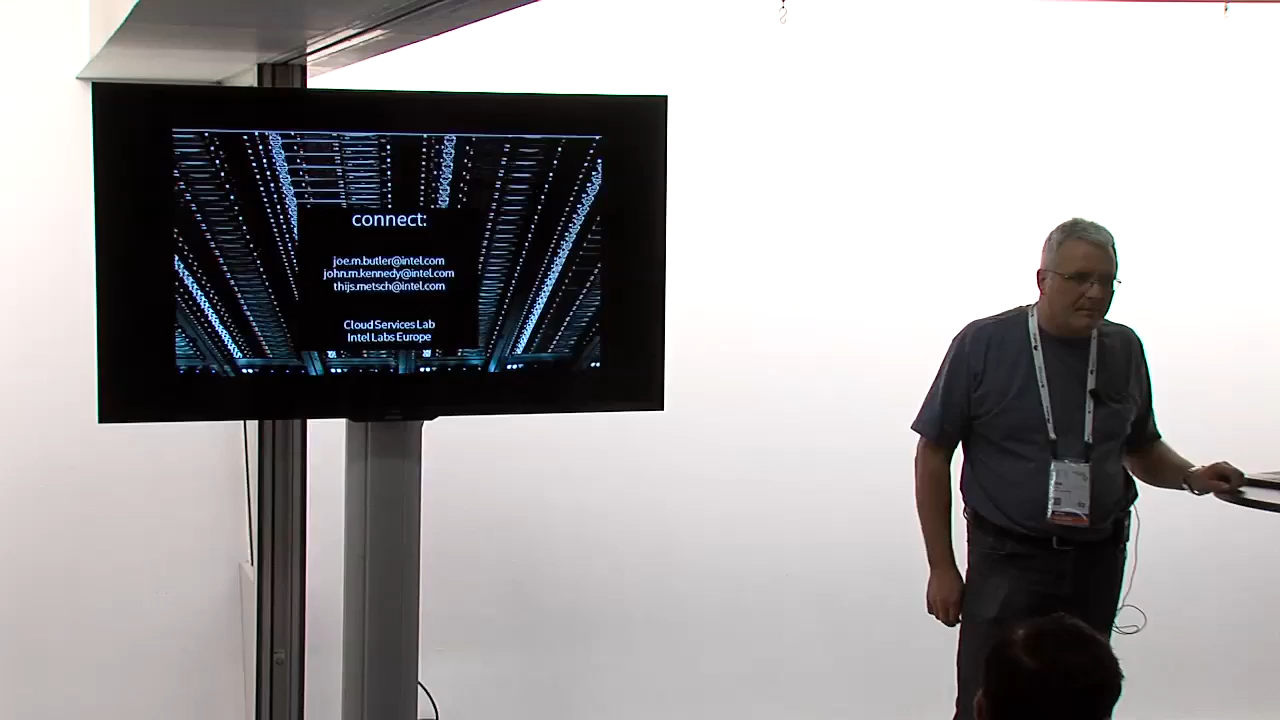 connect:
joe.m.butler@intel.com
john.m.kennedy@intel.com
thijs.metsch@intel.com
Cloud Services Lab
Intel Labs Europe